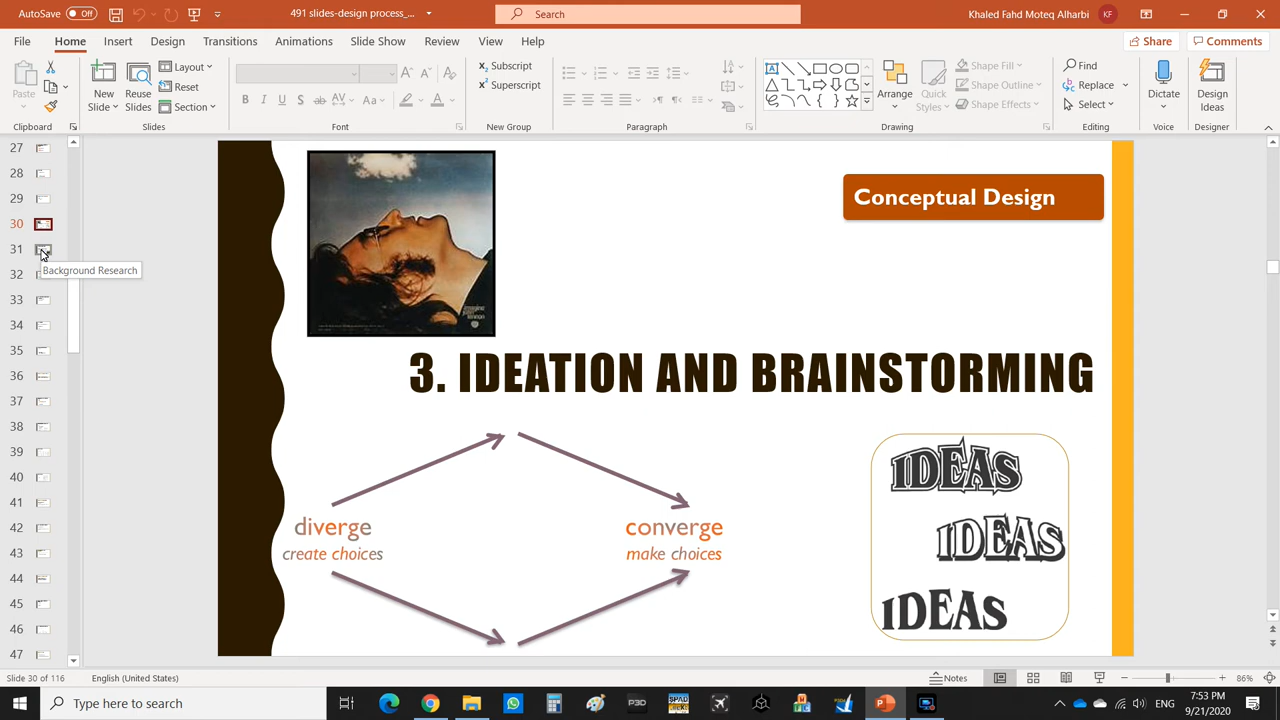 AutoSave Off
491 slides-design process_...
Search
Khaled Fahd Moteq Alharbi KF
File Home Insert Draw Design Transitions Animations Slide Show Review View Help
Share Comments
Paste
Clipboard
New Slide
Reuse Slides
Layout
Reset
Section
Slides
Font
Subscript
Superscript
New Group
Paragraph
Arrange
Quick Styles
Shape Fill
Shape Outline
Shape Effects
Drawing
Find
Replace
Select
Editing
Dictate
Voice
Design Ideas
Designer
27
28
29
30
31
Background Research
32
33
34
35
36
37
38
39
40
41
42
43
44
45
46
47
Conceptual Design
3. IDEATION AND BRAINSTORMING
diverge
create choices
converge
make choices
IDEAS
IDEAS
IDEAS
Slide 30 of 116
English (United States)
Notes
86%
Type here to search
7:53 PM
9/21/2020